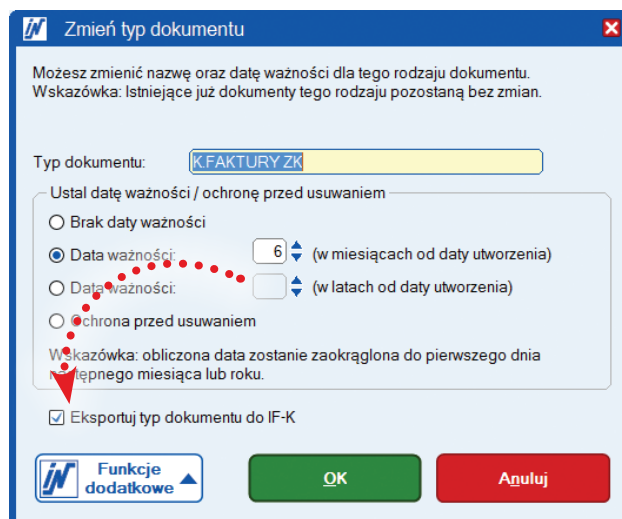 Zmień typ dokumentu
Możesz zmienić nazwę oraz datę ważności dla tego rodzaju dokumentu.
Wskazówka: Istniejące już dokumenty tego rodzaju pozostaną bez zmian.
Typ dokumentu: K.FAKTURY ZK
Ustal datę ważności / ochronę przed usuwaniem
Brak daty ważności
Data ważności: 6 (w miesiącach od daty utworzenia)
Data ważności: (w latach od daty utworzenia)
Ochrona przed usuwaniem
Wskazówka: obliczona data zostanie zaokrąglona do pierwszego dnia
następnego miesiąca lub roku.
Eksportuj typ dokumentu do IF-K
Funkcje
dodatkowe
OK
Anuluj